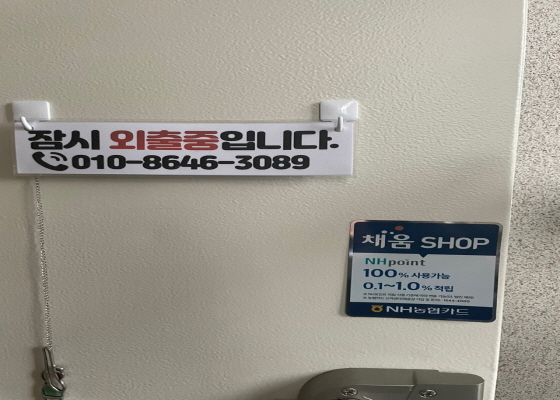 잠시 외출중입니다.
010-8646-3089
채움 SHOP
NHpoint
100% 사용가능
0.1~1.0% 적립
NH농협카드